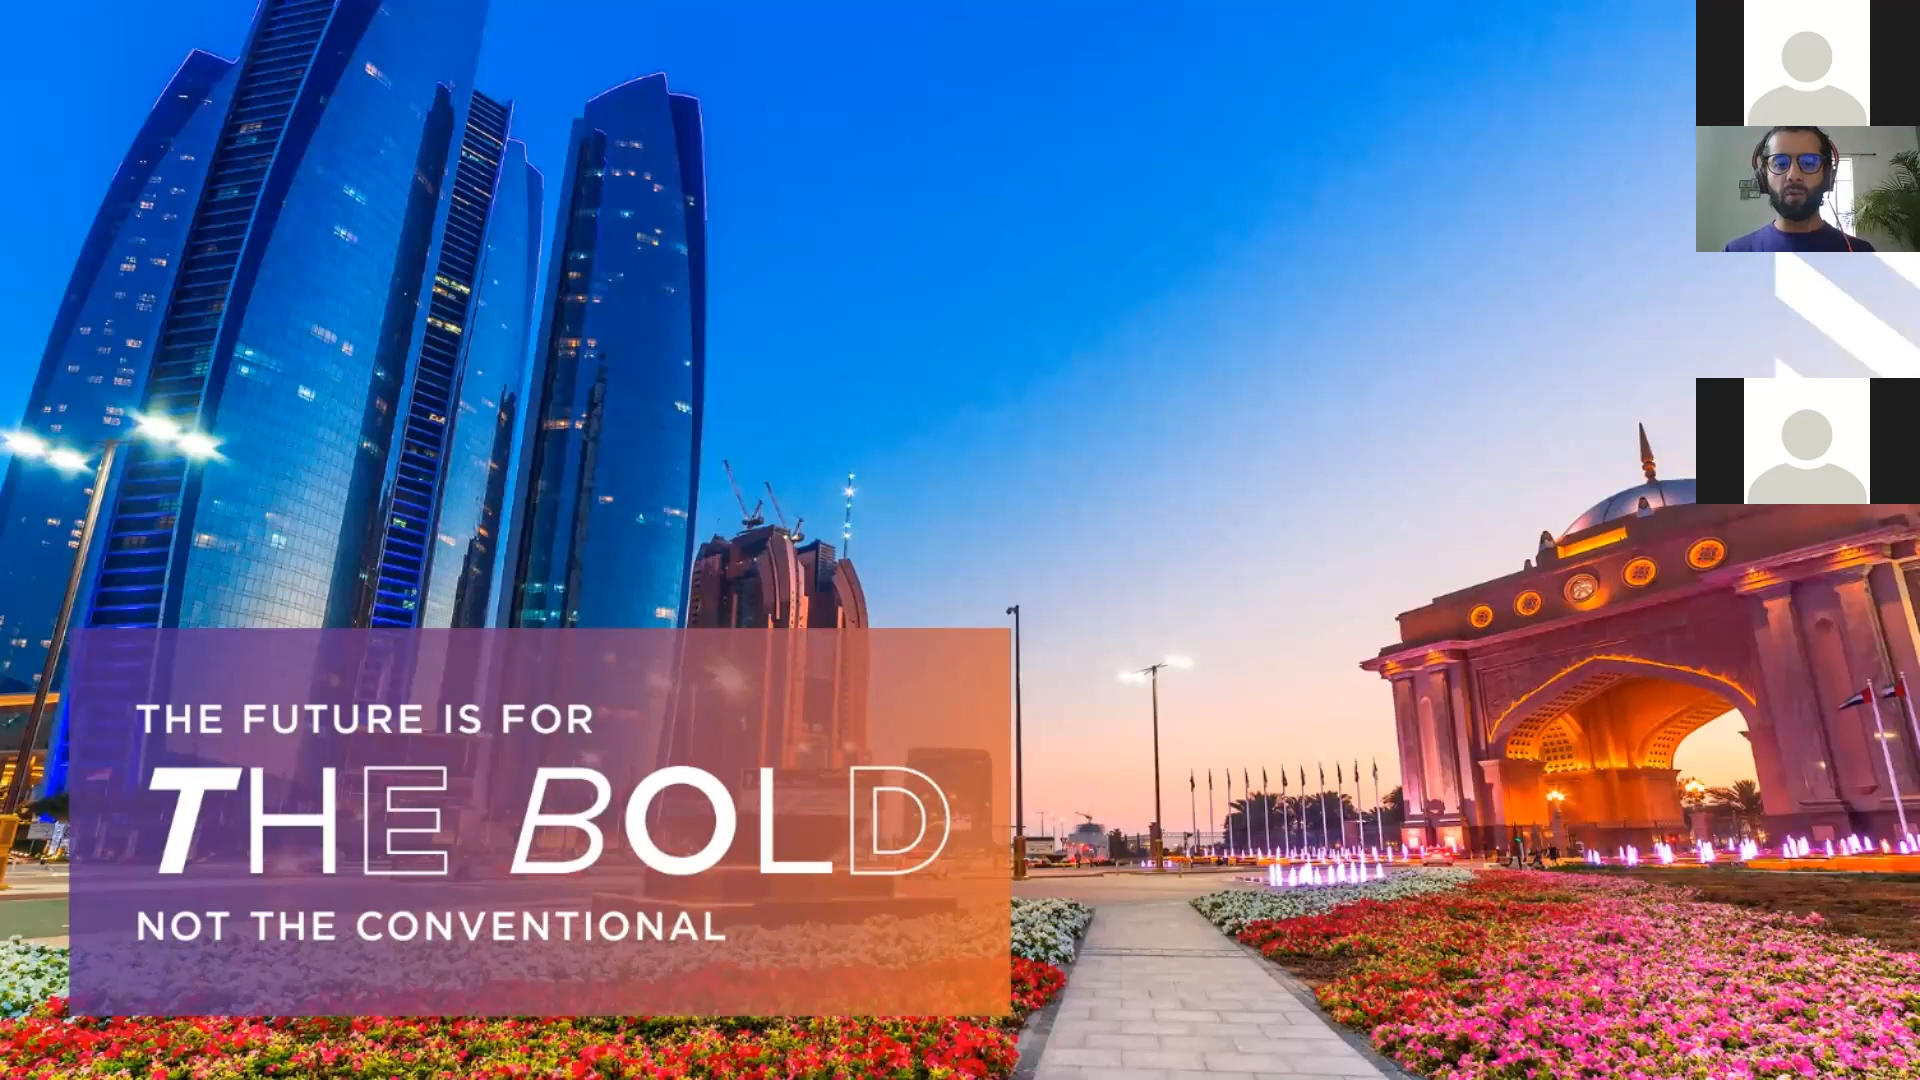 THE FUTURE IS FOR
THE BOLD
NOT THE CONVENTIONAL